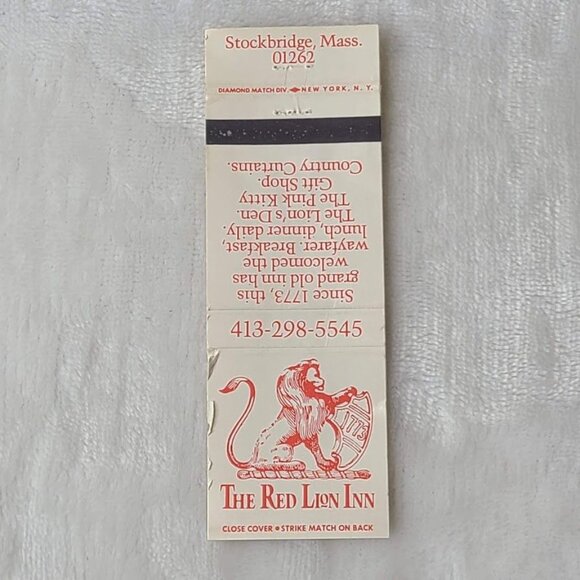 Stockbridge, Mass.
01262
DIAMOND MATCH DIV. NEW YORK, N. Y.
Since 1773, this
grand old inn has
welcomed the
wayfarer. Breakfast,
lunch, dinner daily.
The Lion's Den.
The Pink Kitty
Gift Shop.
Country Curtains.
413-298-5545
1773
THE RED LION INN
CLOSE COVER STRIKE MATCH ON BACK